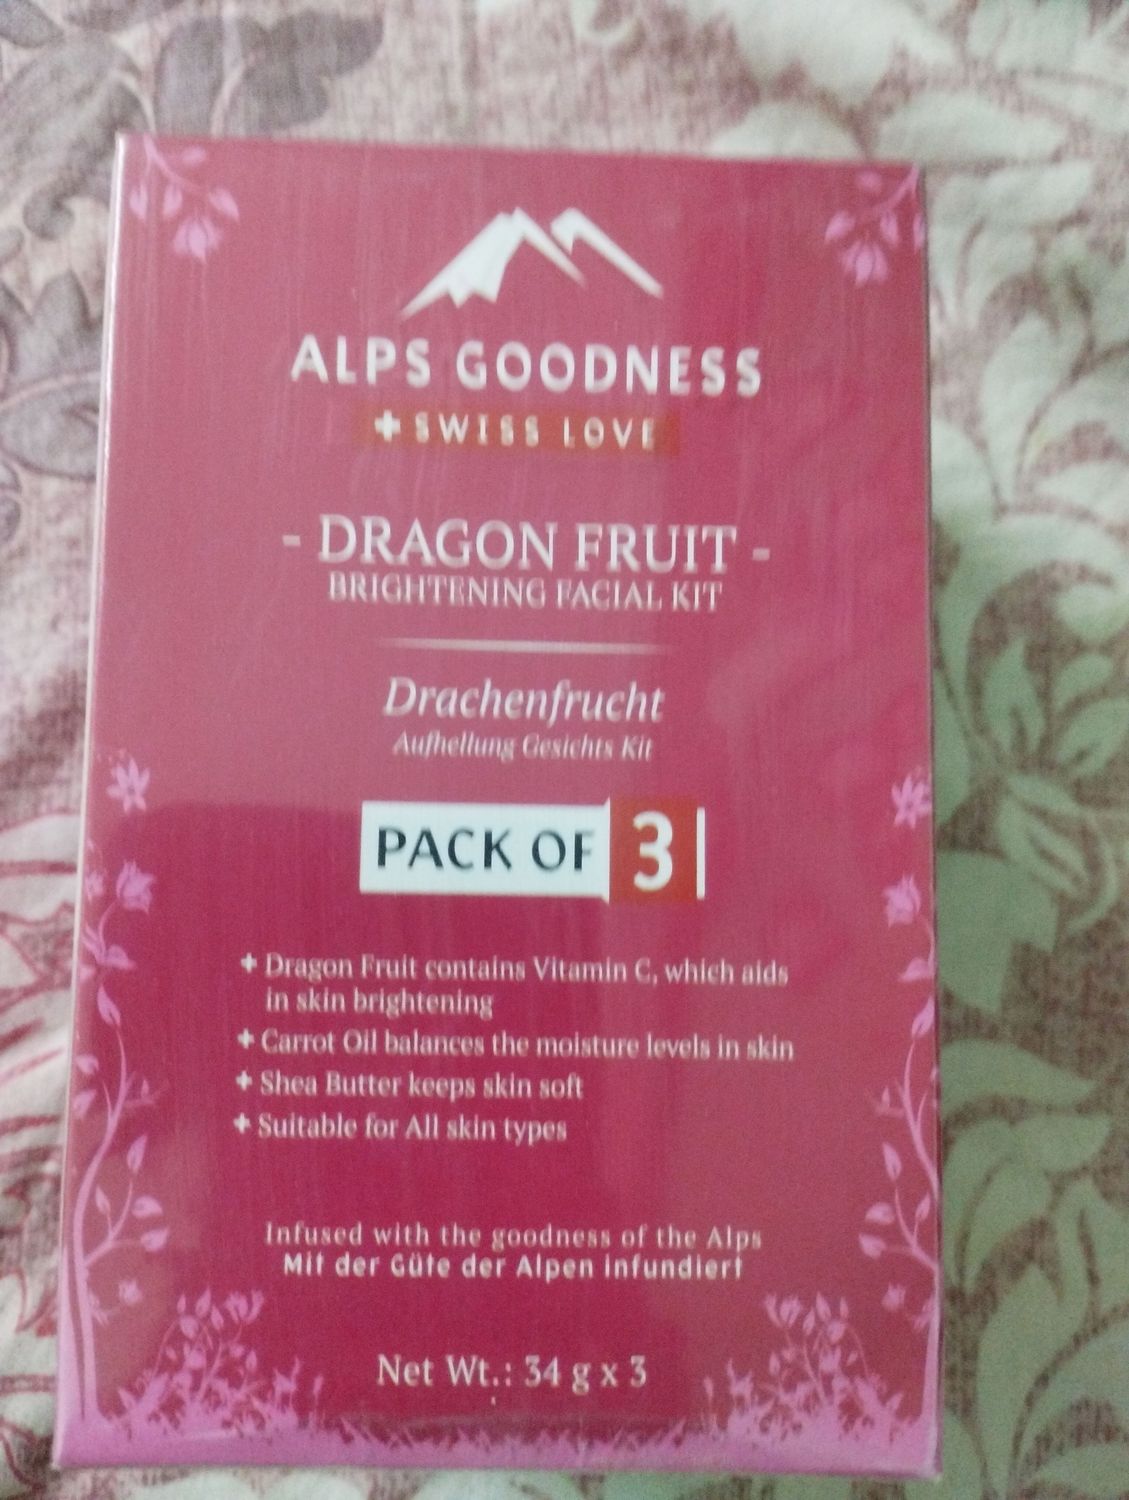 ALPS GOODNESS
+SWISS LOVE
- DRAGON FRUIT -
BRIGHTENING FACIAL KIT
Drachenfrucht
Aufhellung Gesichts Kit
PACK OF 3
+ Dragon Fruit contains Vitamin C, which aids
in skin brightening
+ Carrot Oil balances the moisture levels in skin
+ Shea Butter keeps skin soft
+ Suitable for All skin types
Infused with the goodness of the Alps
Mit der Güte der Alpen infundiert
Net Wt.: 34 g x 3